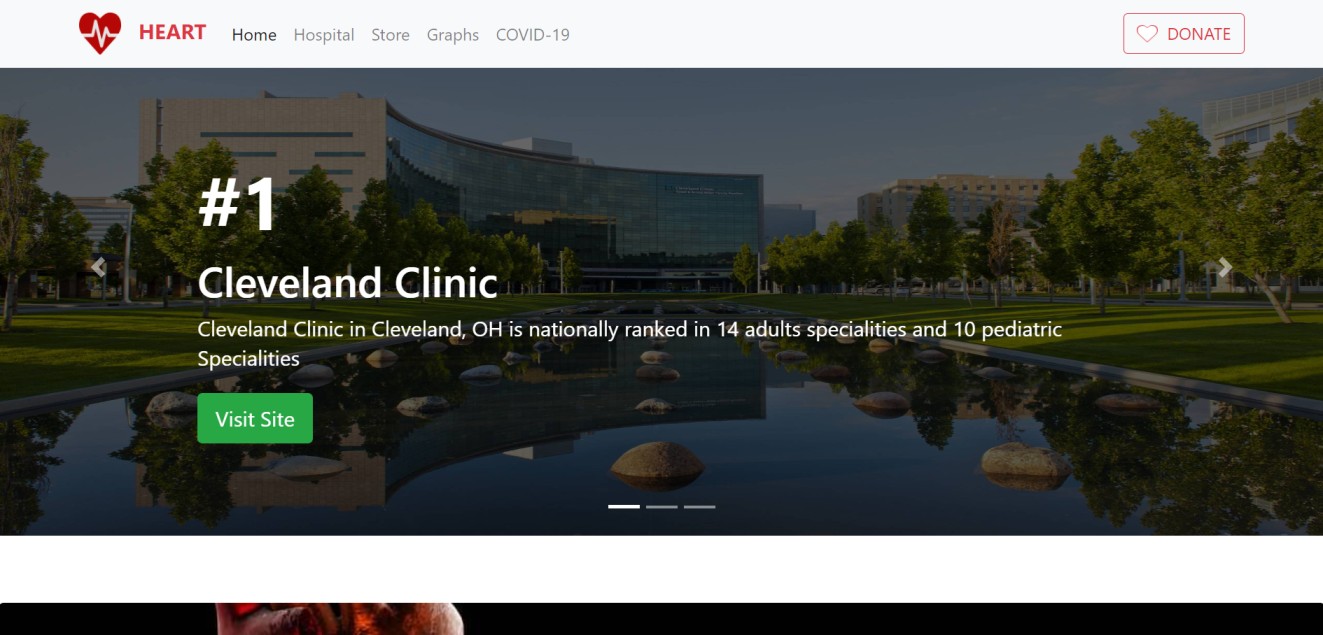 HEART Home Hospital Store Graphs COVID-19 DONATE
#1
Cleveland Clinic
Cleveland Clinic in Cleveland, OH is nationally ranked in 14 adults specialities and 10 pediatric
Specialities
Visit Site